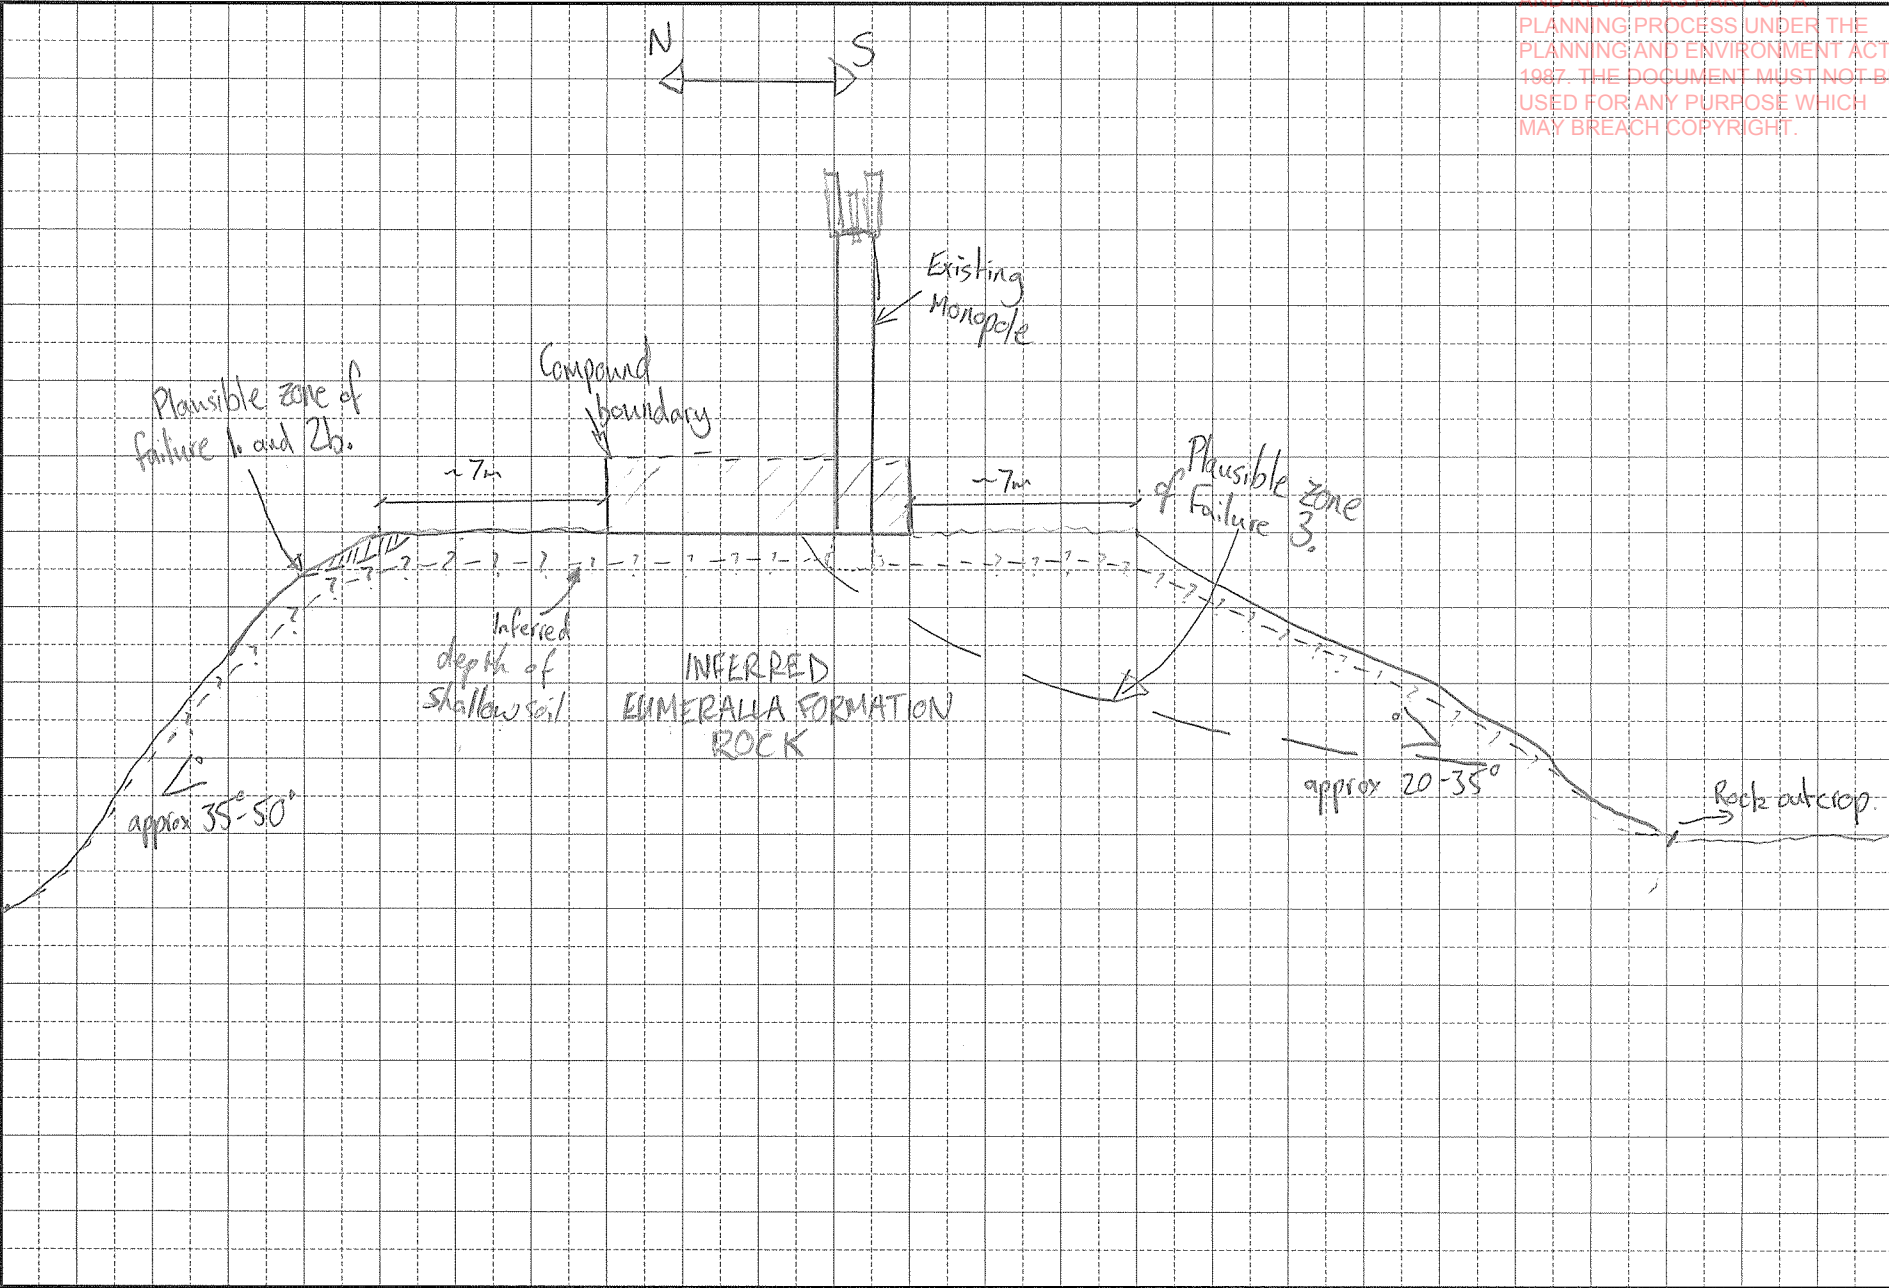 PLANNING PROCESS UNDER THE
PLANNING AND ENVIRONMENT ACT
1987. THE DOCUMENT MUST NOT B
USED FOR ANY PURPOSE WHICH
MAY BREACH COPYRIGHT.
N
S
Existing
Monopole
Compound
boundary
Plausible zone of
failure 1. and 2b.
~7m
~7m
Plausible zone
of Failure 3.
Inferred
depth of
shallow soil
INFERRED
EUMERALLA FORMATION
ROCK
approx 35°-50°
approx 20-35°
Rock outcrop.